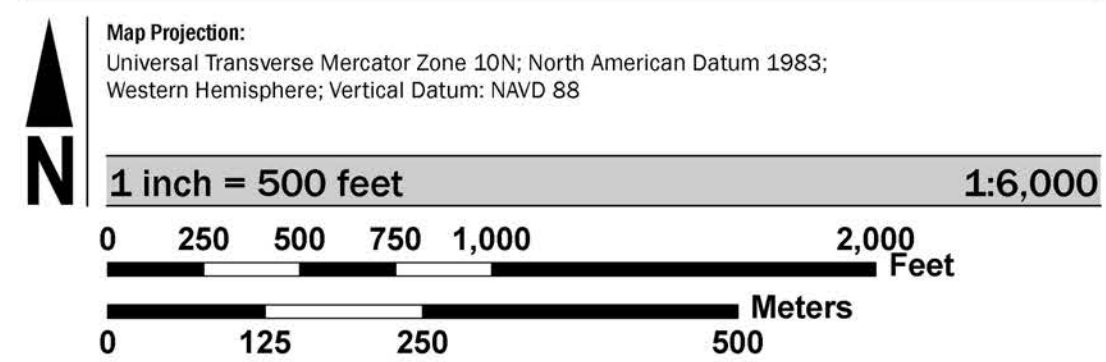 Map Projection:
Universal Transverse Mercator Zone 10N; North American Datum 1983;
Western Hemisphere; Vertical Datum: NAVD 88
N
1 inch = 500 feet 1:6,000
0 250 500 750 1,000 2,000
Feet
Meters
0 125 250 500